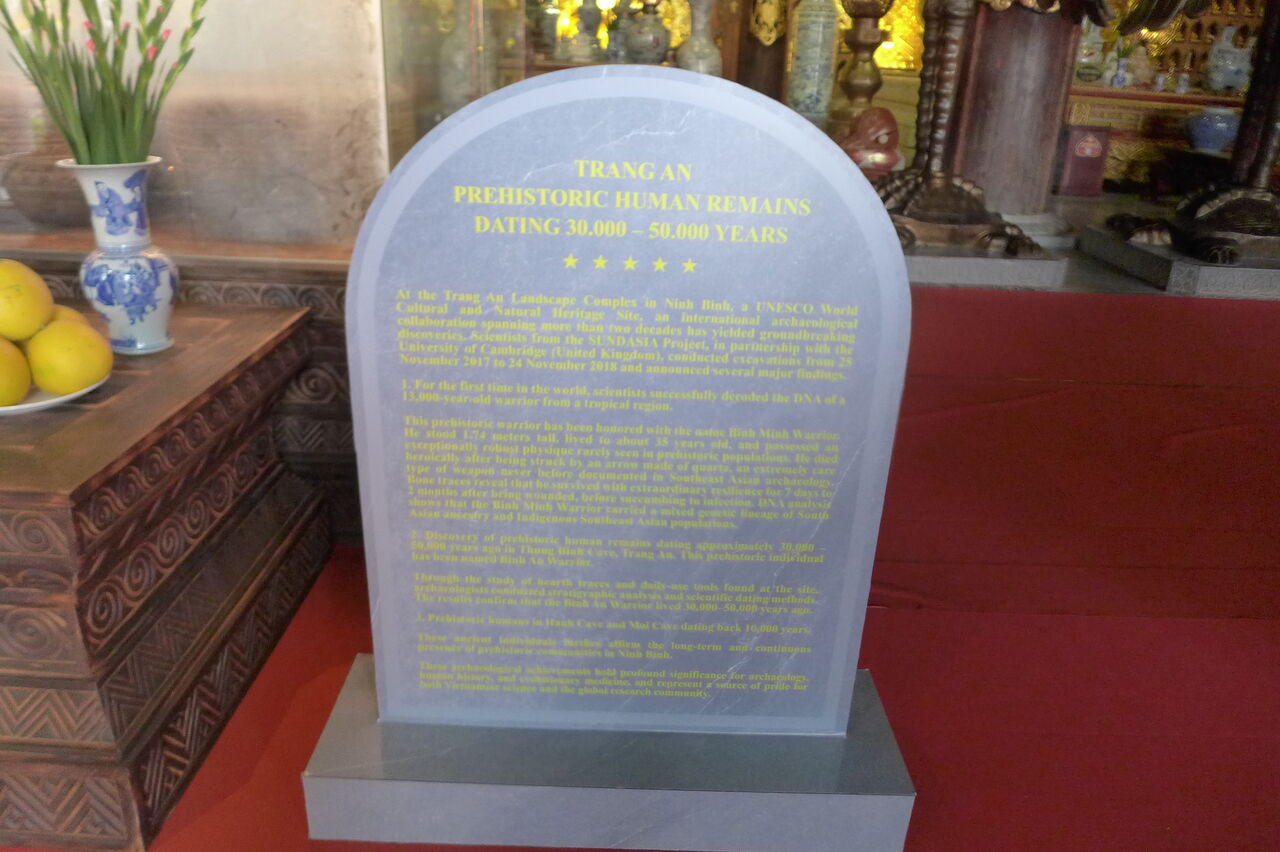 TRANG AN
PREHISTORIC HUMAN REMAINS
DATING 30.000 – 50.000 YEARS
At the Trang An Landscape Complex in Ninh Binh, a UNESCO World
Cultural and Natural Heritage Site, an international archaeological
collaboration spanning more than two decades has yielded groundbreaking
discoveries. Scientists from the SUNDASIA Project, in partnership with the
University of Cambridge (United Kingdom), conducted excavations from 25
November 2017 to 24 November 2018 and announced several major findings.
1. For the first time in the world, scientists successfully decoded the DNA of a
13,000-year-old warrior from a tropical region.
This prehistoric warrior has been honored with the name Binh Minh Warrior.
He stood 1.74 meters tall, lived to about 35 years old, and possessed an
exceptionally robust physique rarely seen in prehistoric populations. He died
heroically after being struck by an arrow made of quartz, an extremely rare
type of weapon never before documented in Southeast Asian archaeology.
Bone traces reveal that he survived with extraordinary resilience for 7 days to
2 months after being wounded, before succumbing to infection. DNA analysis
shows that the Binh Minh Warrior carried a mixed genetic lineage of South
Asian ancestry and Indigenous Southeast Asian populations.
2. Discovery of prehistoric human remains dating approximately 30,000 –
50,000 years ago in Thung Binh Cave, Trang An. This prehistoric individual
has been named Binh An Warrior.
Through the study of hearth traces and daily-use tools found at the site,
archaeologists conducted stratigraphic analysis and scientific dating methods.
The results confirm that the Binh An Warrior lived 30,000–50,000 years ago.
3. Prehistoric humans in Hanh Cave and Moi Cave dating back 10,000 years.
These ancient individuals further affirm the long-term and continuous
presence of prehistoric communities in Ninh Binh.
These archaeological achievements hold profound significance for archaeology,
human history, and evolutionary medicine, and represent a source of pride for
both Vietnamese science and the global research community.